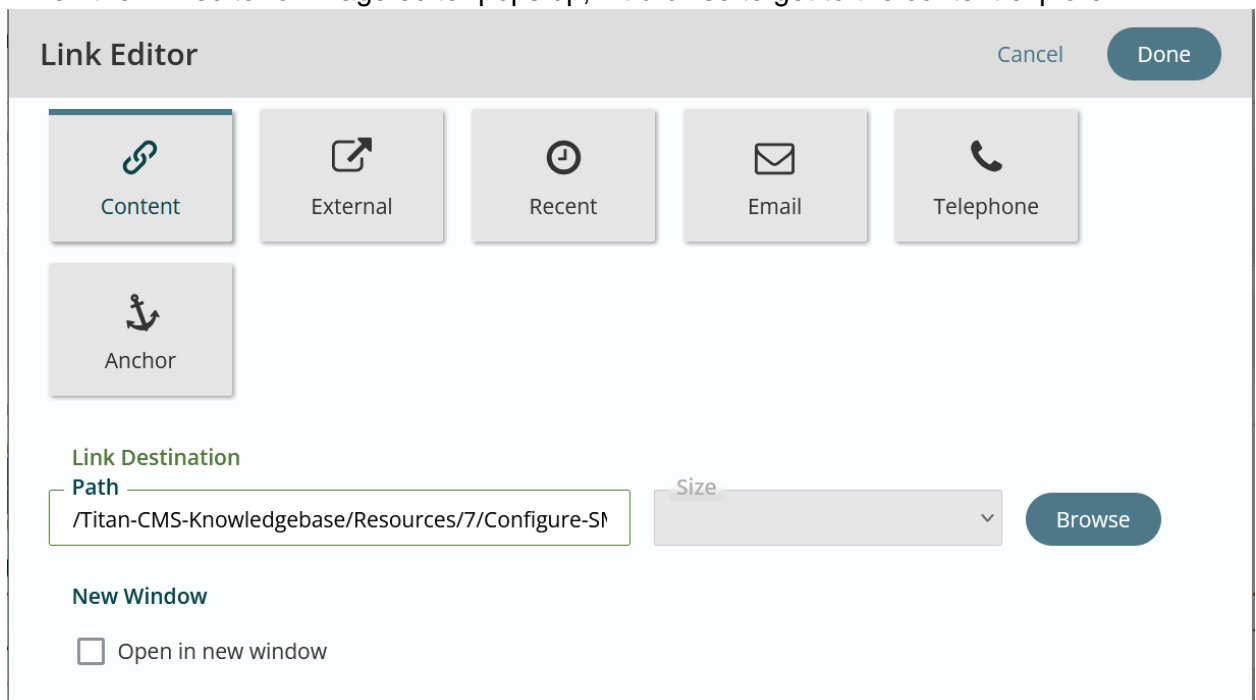 Link Editor
Cancel
Done
Content
External
Recent
Email
Telephone
Anchor
Link Destination
Path
/Titan-CMS-Knowledgebase/Resources/7/Configure-
Size
Browse
New Window
Open in new window